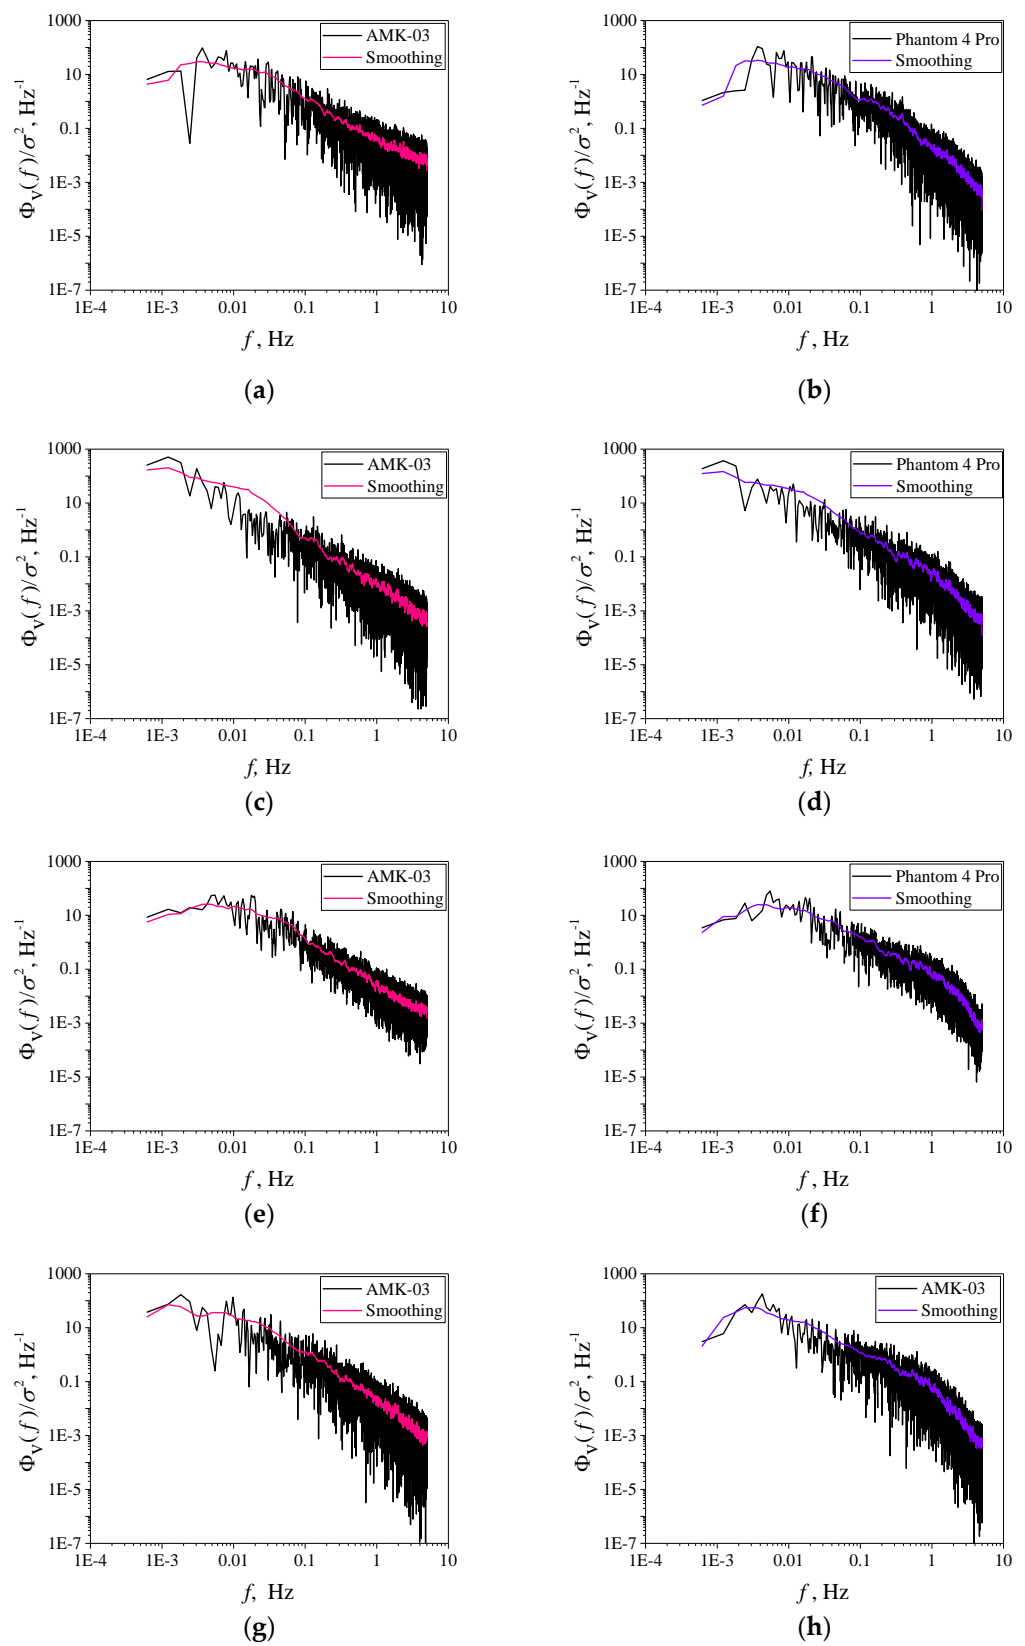 1000
10
0.1
1E-3
1E-5
1E-7
1E-4 1E-3 0.01 0.1 1 10
Φv(f)/σ², Hz⁻¹
f, Hz
AMK-03
Smoothing
(a)
1000
10
0.1
1E-3
1E-5
1E-7
1E-4 1E-3 0.01 0.1 1 10
Φv(f)/σ², Hz⁻¹
f, Hz
Phantom 4 Pro
Smoothing
(b)
1000
10
0.1
1E-3
1E-5
1E-7
1E-4 1E-3 0.01 0.1 1 10
Φv(f)/σ², Hz⁻¹
f, Hz
AMK-03
Smoothing
(c)
1000
10
0.1
1E-3
1E-5
1E-7
1E-4 1E-3 0.01 0.1 1 10
Φv(f)/σ², Hz⁻¹
f, Hz
Phantom 4 Pro
Smoothing
(d)
1000
10
0.1
1E-3
1E-5
1E-7
1E-4 1E-3 0.01 0.1 1 10
Φv(f)/σ², Hz⁻¹
f, Hz
AMK-03
Smoothing
(e)
1000
10
0.1
1E-3
1E-5
1E-7
1E-4 1E-3 0.01 0.1 1 10
Φv(f)/σ², Hz⁻¹
f, Hz
Phantom 4 Pro
Smoothing
(f)
1000
10
0.1
1E-3
1E-5
1E-7
1E-4 1E-3 0.01 0.1 1 10
Φv(f)/σ², Hz⁻¹
f, Hz
AMK-03
Smoothing
(g)
1000
10
0.1
1E-3
1E-5
1E-7
1E-4 1E-3 0.01 0.1 1 10
Φv(f)/σ², Hz⁻¹
f, Hz
AMK-03
Smoothing
(h)